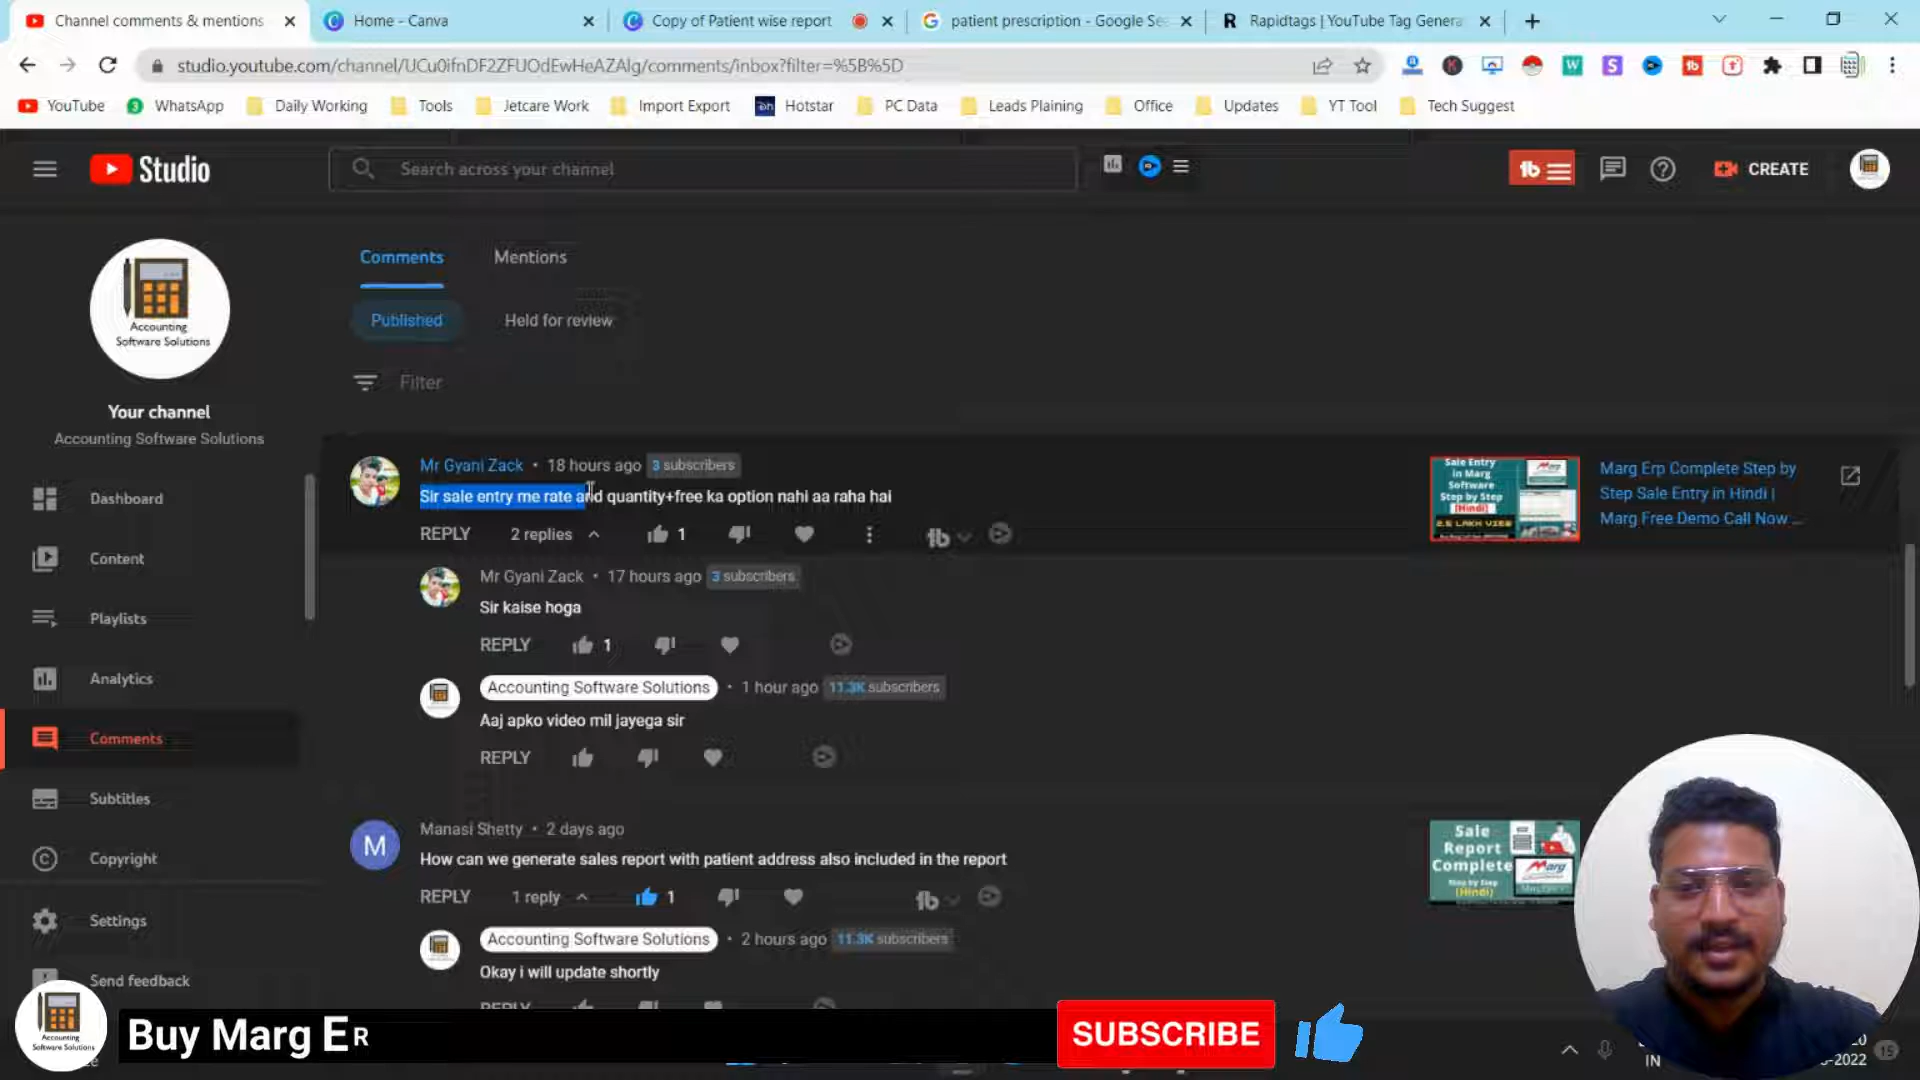 Channel comments & mentions
Home - Canva
Copy of Patient wise report
patient prescription - Google Se
Rapidtags | YouTube Tag Genera
studio.youtube.com/channel/UCu0ifnDF2ZFUOdEwHeAZAlg/comments/inbox?filter=%5B%5D
YouTube
WhatsApp
Daily Working
Tools
Jetcare Work
Import Export
Hotstar
PC Data
Leads Plaining
Office
Updates
YT Tool
Tech Suggest
Studio
Search across your channel
CREATE
Accounting
Software Solutions
Your channel
Accounting Software Solutions
Dashboard
Content
Playlists
Analytics
Comments
Subtitles
Copyright
Settings
Send feedback
Comments
Mentions
Published
Held for review
Filter
Mr Gyani Zack • 18 hours ago 3 subscribers
Sir sale entry me rate and quantity+free ka option nahi aa raha hai
REPLY 2 replies 1
Sale Entry
in Marg
Software
Step by Step
(Hindi)
2.5 LAKH VIEW
Marg Erp Complete Step by
Step Sale Entry in Hindi |
Marg Free Demo Call Now ...
Mr Gyani Zack • 17 hours ago 3 subscribers
Sir kaise hoga
REPLY 1
Accounting Software Solutions • 1 hour ago 11.3K subscribers
Aaj apko video mil jayega sir
REPLY
M
Manasi Shetty • 2 days ago
How can we generate sales report with patient address also included in the report
REPLY 1 reply 1
Sale
Report
Complete
Step by Step
(Hindi)
Marg
Accounting Software Solutions • 2 hours ago 11.3K subscribers
Okay i will update shortly
REPLY
Accounting
Software Solutions
Buy Marg ER
SUBSCRIBE
IN
-2022
15